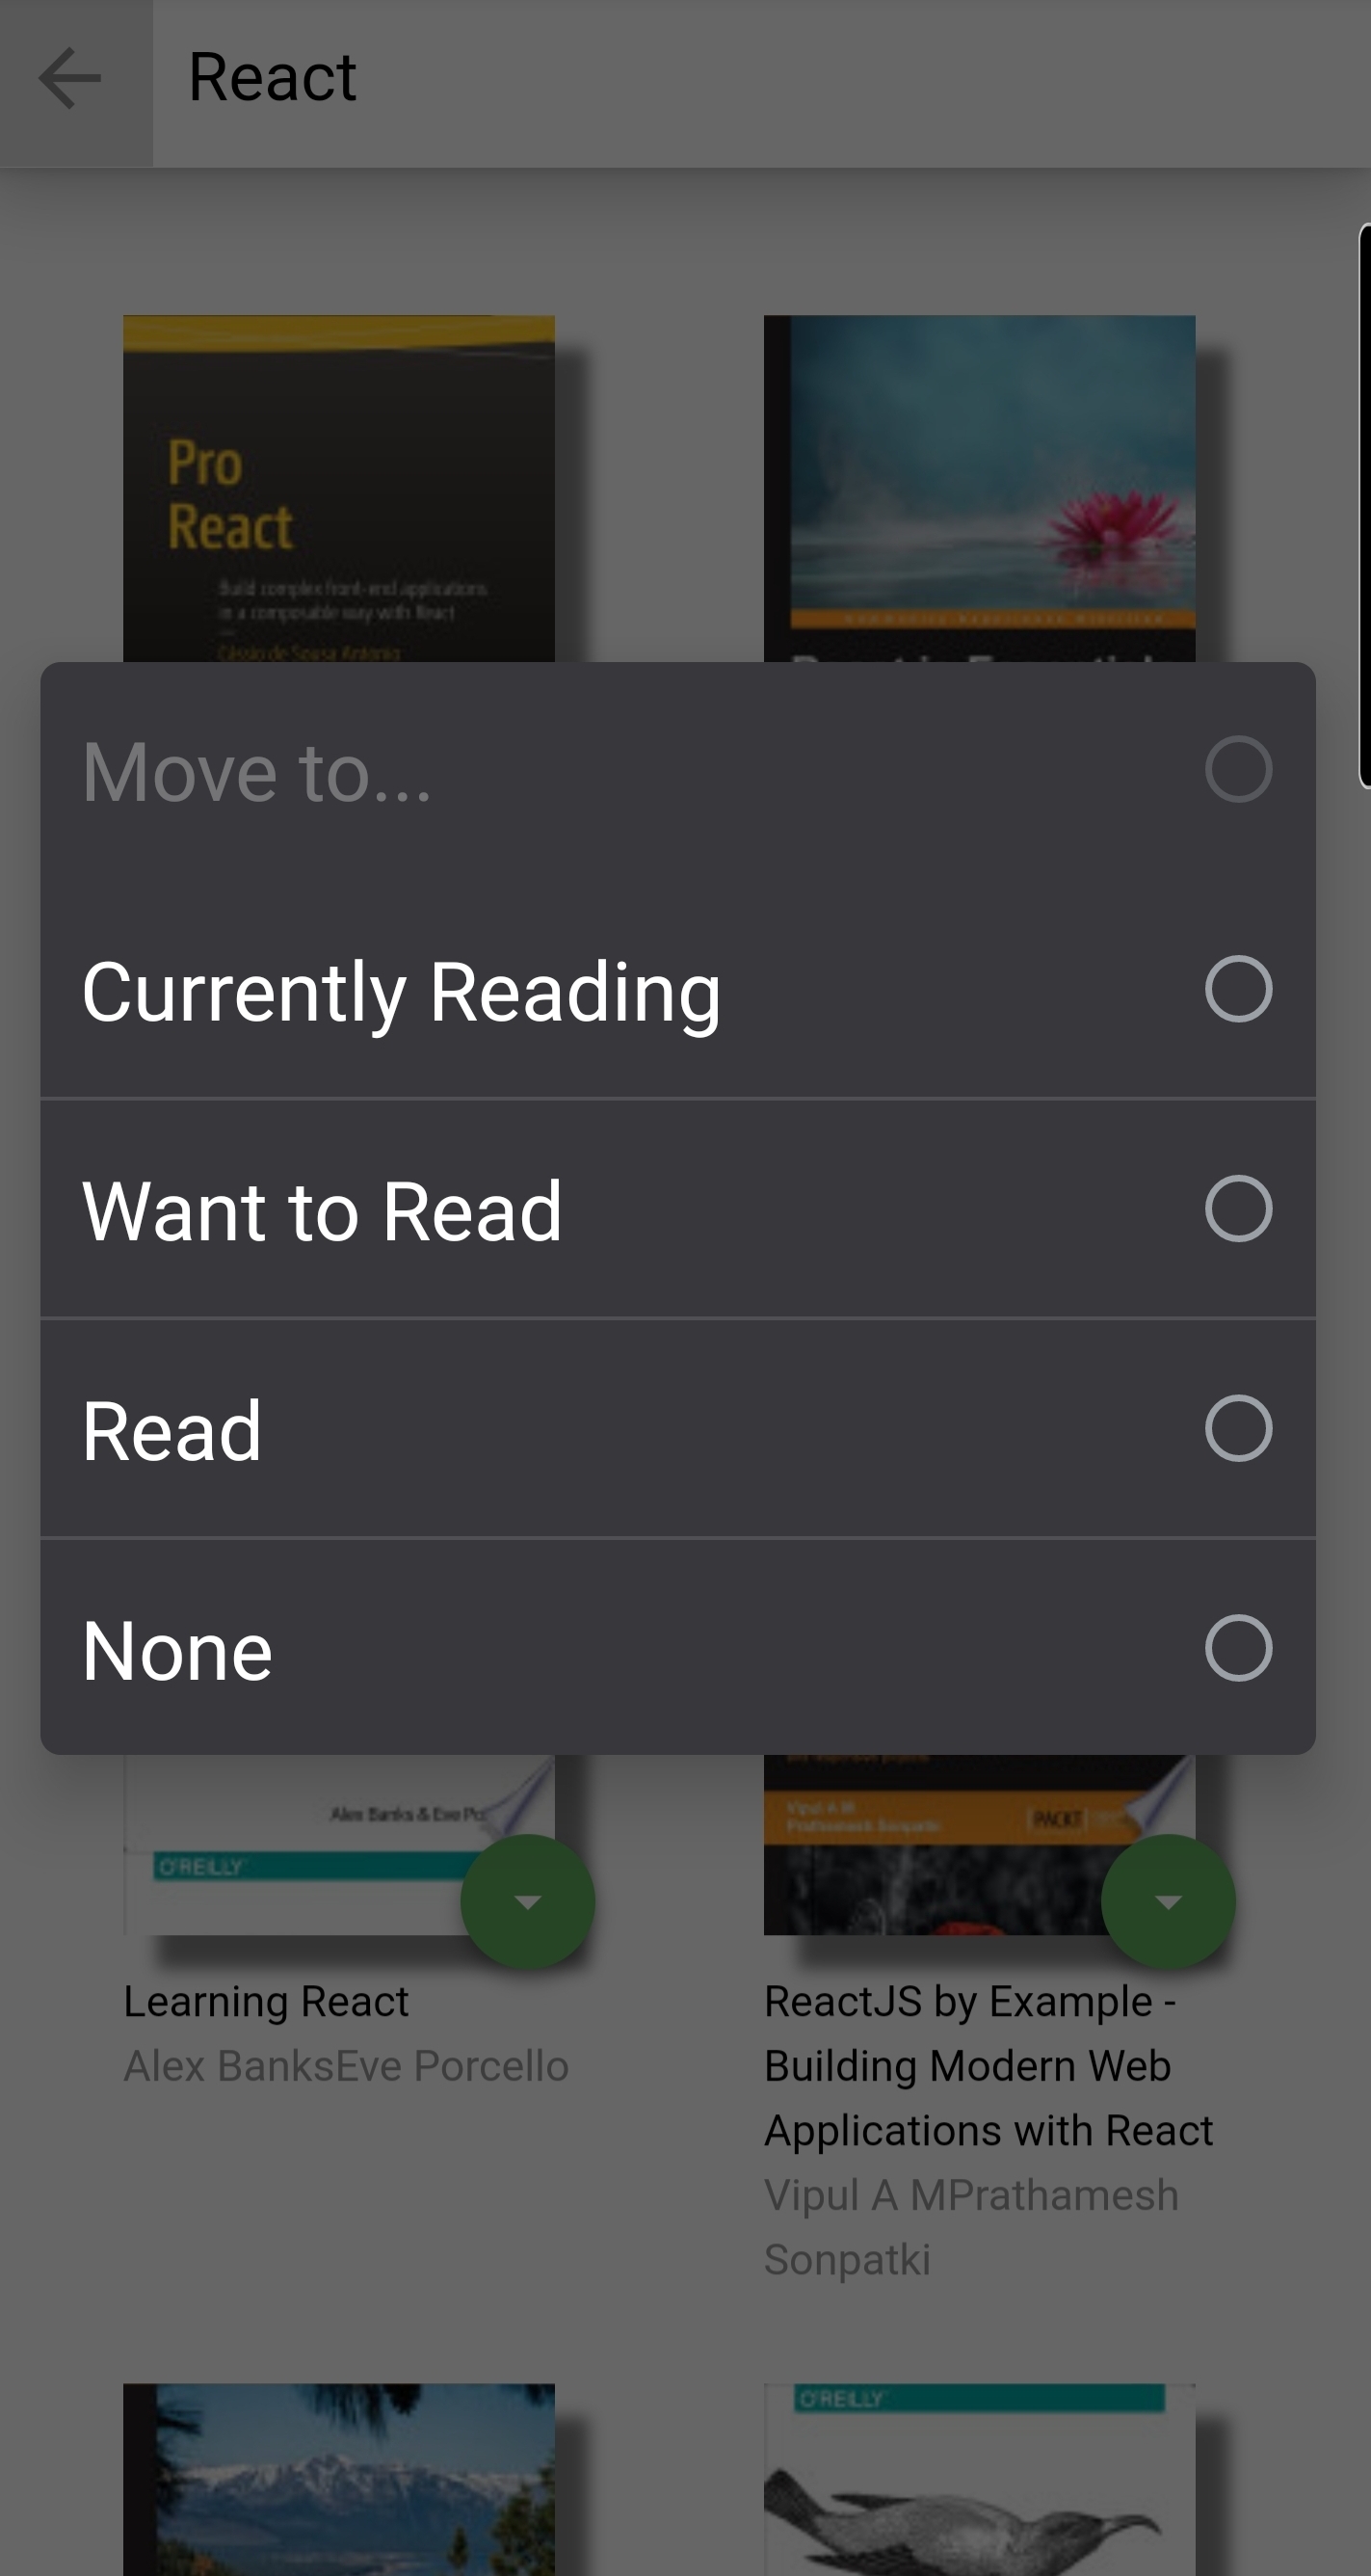 React
Pro
React
Build complex front-end applications
in a composable way with React
Cássio de Sousa Antonio
Move to...
Currently Reading
Want to Read
Read
None
Alex Banks & Eve
O'REILLY
Vipul A M
Prathamesh Sonpatki
PACKT
Learning React
Alex BanksEve Porcello
ReactJS by Example -
Building Modern Web
Applications with React
Vipul A MPrathamesh
Sonpatki
O'REILLY